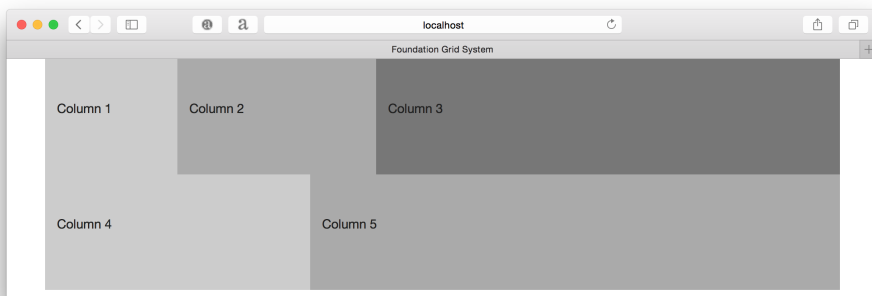 a a localhost
Foundation Grid System
Column 1 Column 2 Column 3
Column 4 Column 5